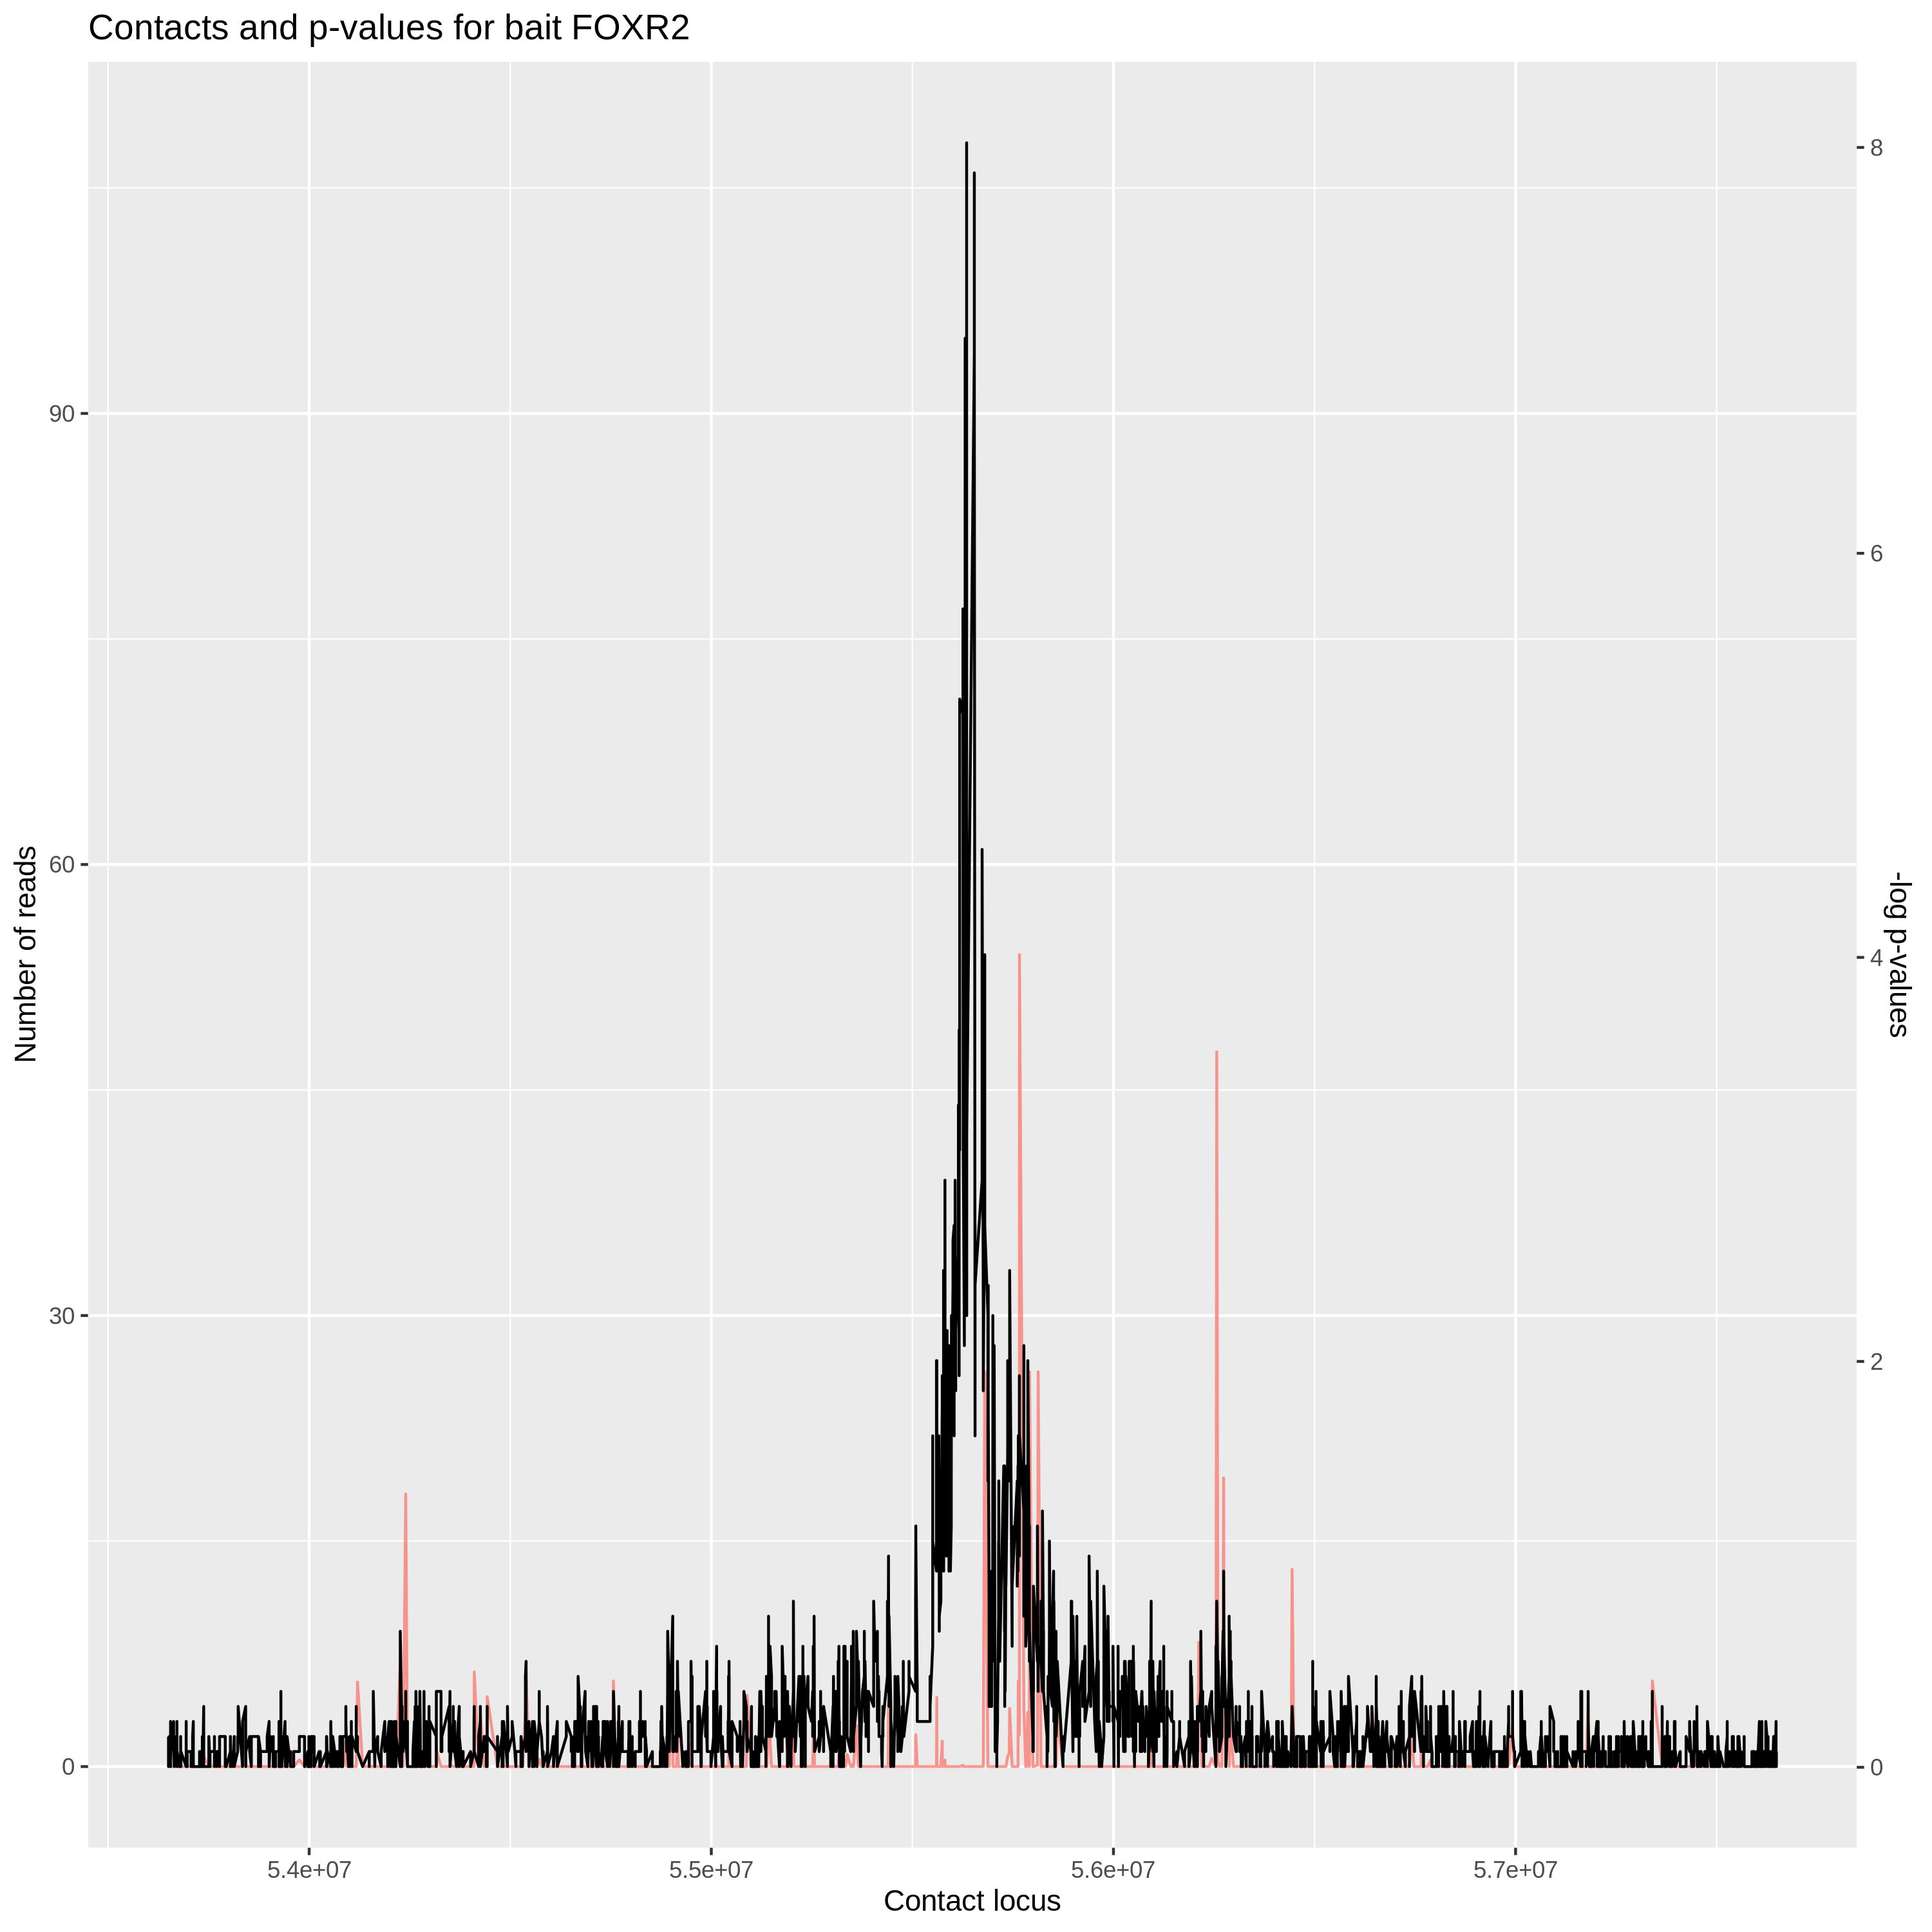 Contacts and p-values for bait FOXR2
Number of reads
90
60
30
0
8
6
4
2
0
-log p-values
5.4e+07
5.5e+07
5.6e+07
5.7e+07
Contact locus